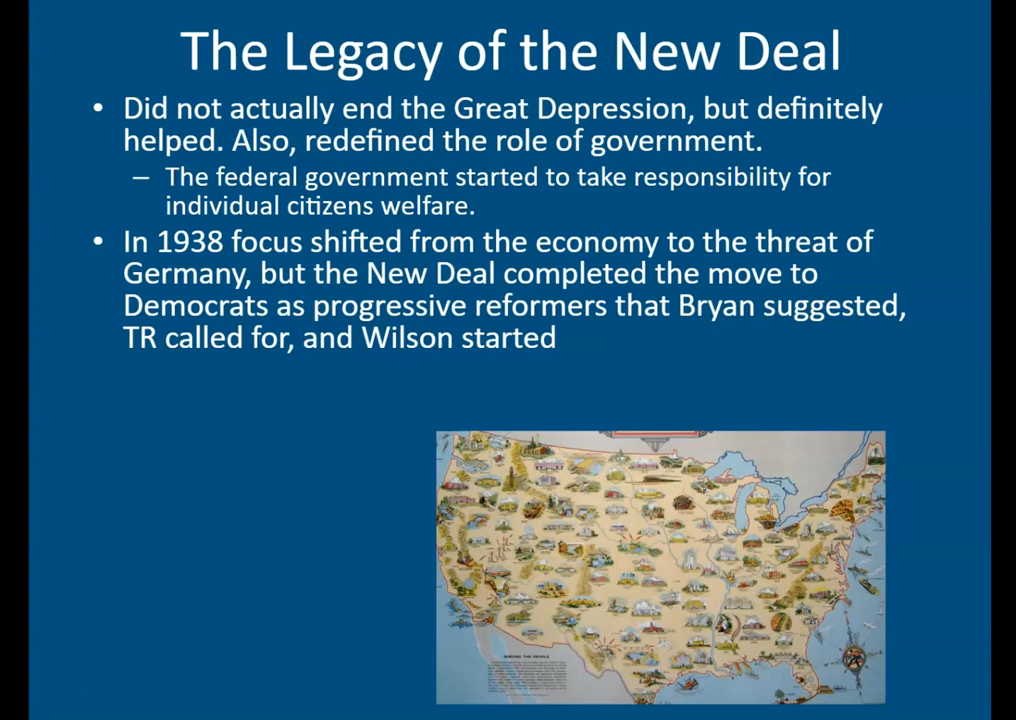 The Legacy of the New Deal
• Did not actually end the Great Depression, but definitely
helped. Also, redefined the role of government.
– The federal government started to take responsibility for
individual citizens welfare.
• In 1938 focus shifted from the economy to the threat of
Germany, but the New Deal completed the move to
Democrats as progressive reformers that Bryan suggested,
TR called for, and Wilson started
SERVING THE PEOPLE